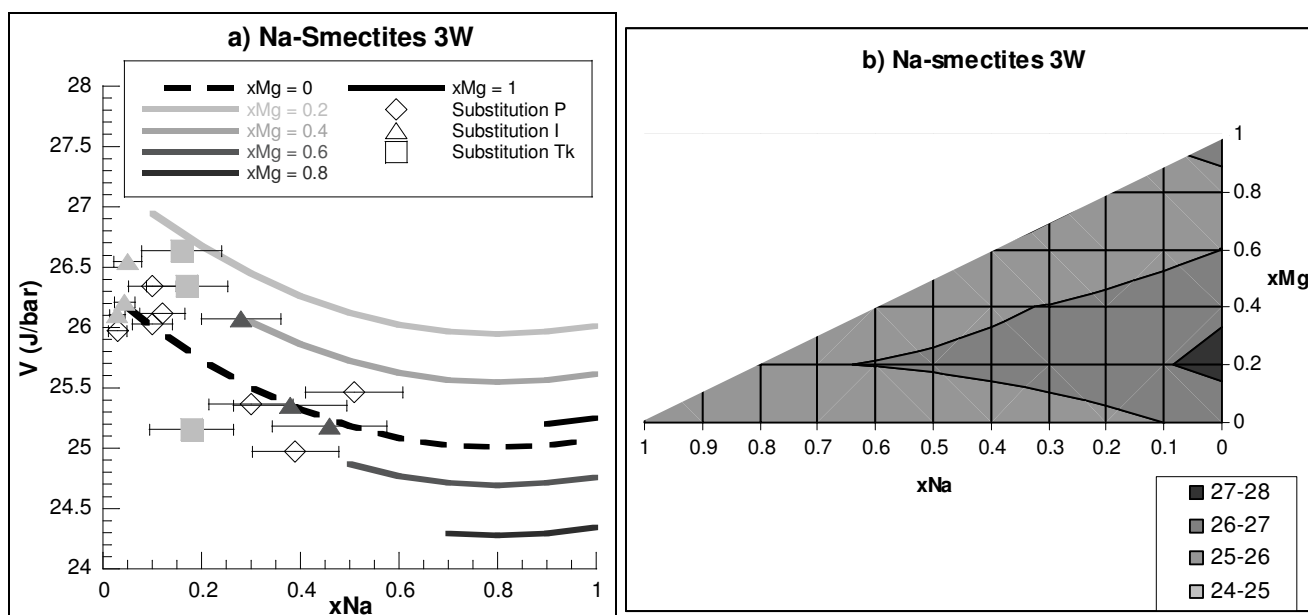 a) Na-Smectites 3W
xMg = 0
xMg = 1
xMg = 0.2
Substitution P
xMg = 0.4
Substitution I
xMg = 0.6
Substitution Tk
xMg = 0.8
28
27.5
27
26.5
26
25.5
25
24.5
24
V (J/bar)
0 0.2 0.4 0.6 0.8 1
xNa
b) Na-smectites 3W
1
0.8
0.6
xMg
0.4
0.2
0
1 0.9 0.8 0.7 0.6 0.5 0.4 0.3 0.2 0.1 0
xNa
27-28
26-27
25-26
24-25